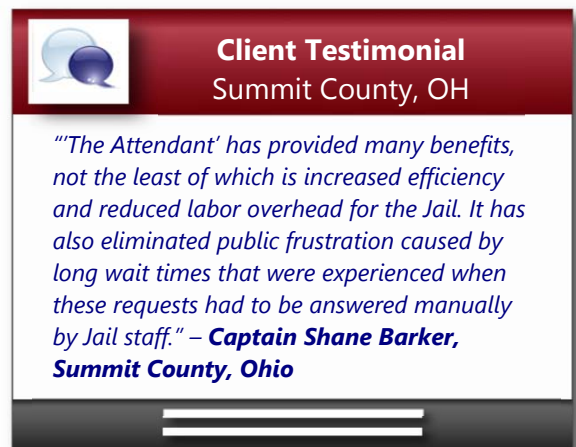 Client Testimonial
Summit County, OH
“‘The Attendant’ has provided many benefits,
not the least of which is increased efficiency
and reduced labor overhead for the Jail. It has
also eliminated public frustration caused by
long wait times that were experienced when
these requests had to be answered manually
by Jail staff.” – Captain Shane Barker,
Summit County, Ohio